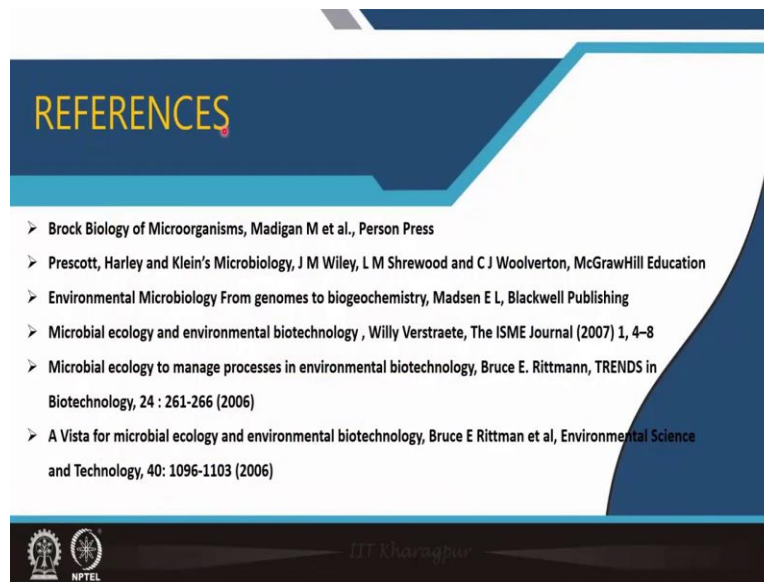 REFERENCES
➢ Brock Biology of Microorganisms, Madigan M et al., Person Press
➢ Prescott, Harley and Klein's Microbiology, J M Wiley, L M Shrewood and C J Woolverton, McGrawHill Education
➢ Environmental Microbiology From genomes to biogeochemistry, Madsen E L, Blackwell Publishing
➢ Microbial ecology and environmental biotechnology , Willy Verstraete, The ISME Journal (2007) 1, 4–8
➢ Microbial ecology to manage processes in environmental biotechnology, Bruce E. Rittmann, TRENDS in
Biotechnology, 24 : 261-266 (2006)
➢ A Vista for microbial ecology and environmental biotechnology, Bruce E Rittman et al, Environmental Science
and Technology, 40: 1096-1103 (2006)
IIT Kharagpur
NPTEL